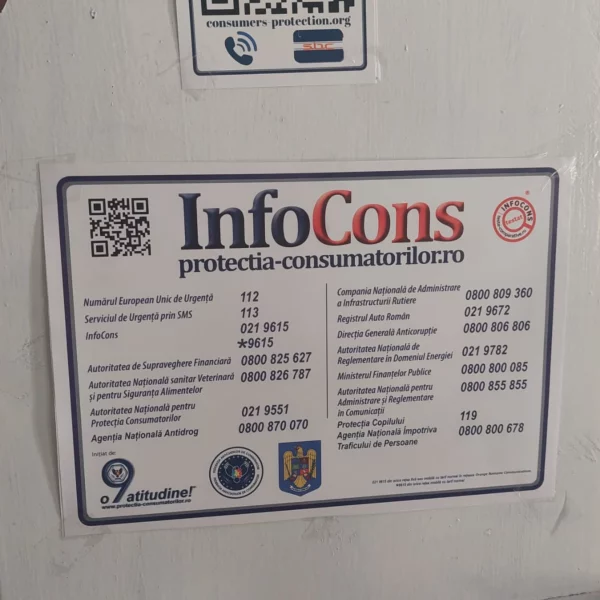 consumers-protection.org
InfoCons
protectia-consumatorilor.ro
INFOCONS
testat
Numărul European Unic de Urgență 112
Serviciul de Urgență prin SMS 113
InfoCons 021 9615
*9615
Autoritatea de Supraveghere Financiară 0800 825 627
Autoritatea Națională sanitar Veterinară 0800 826 787
și pentru Siguranța Alimentelor
Autoritatea Națională pentru 021 9551
Protecția Consumatorilor
Agenția Națională Antidrog 0800 870 070
Compania Națională de Administrare 0800 809 360
a Infrastructurii Rutiere
Registrul Auto Român 021 9672
Direcția Generală Anticorupție 0800 806 806
Autoritatea Națională de 021 9782
Reglementare în Domeniul Energiei
Ministerul Finanțelor Publice 0800 800 085
Autoritatea Națională pentru 0800 855 855
Administrare și Reglementare
în Comunicații
Protecția Copilului 119
Agenția Națională Împotriva 0800 800 678
Traficului de Persoane
Inițiat de:
o 9atitudine!
www.protectia-consumatorilor.ro